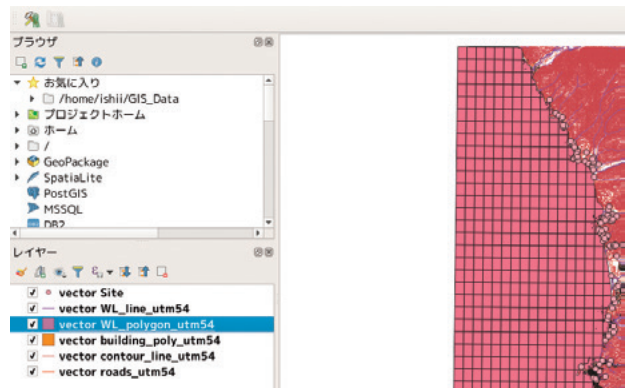 ブラウザ
お気に入り
/home/ishii/GIS_Data
プロジェクトホーム
ホーム
/
GeoPackage
SpatiaLite
PostGIS
MSSQL
DB2
レイヤー
vector Site
vector WL_line_utm54
vector WL_polygon_utm54
vector building_poly_utm54
vector contour_line_utm54
vector roads_utm54